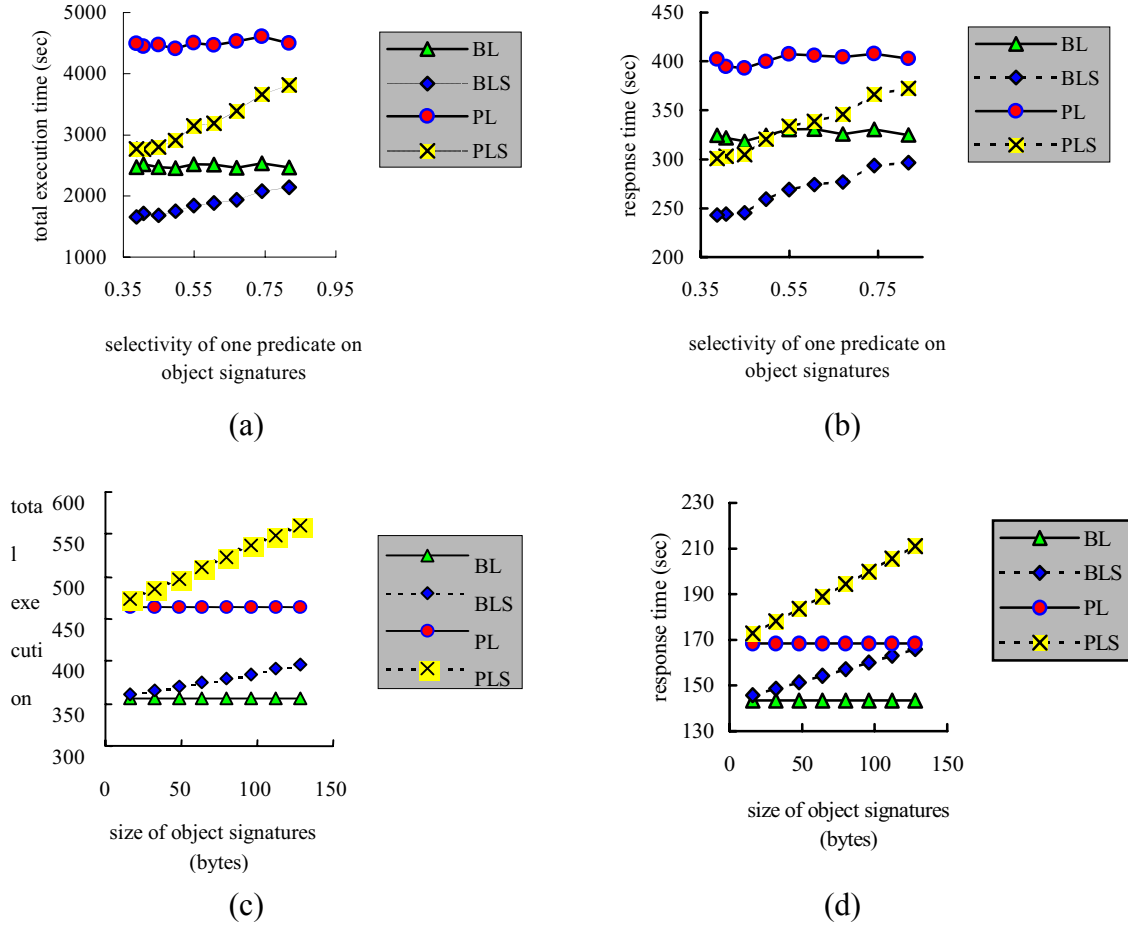 5000
4000
3000
2000
1000
total execution time (sec)
0.35 0.55 0.75 0.95
selectivity of one predicate on
object signatures
BL
BLS
PL
PLS
(a)
450
400
350
300
250
200
response time (sec)
0.35 0.55 0.75
selectivity of one predicate on
object signatures
BL
BLS
PL
PLS
(b)
tota
l
exe
cuti
on
600
550
500
450
400
350
300
0 50 100 150
size of object signatures
(bytes)
BL
BLS
PL
PLS
(c)
230
210
190
170
150
130
response time (sec)
0 50 100 150
size of object signatures
(bytes)
BL
BLS
PL
PLS
(d)